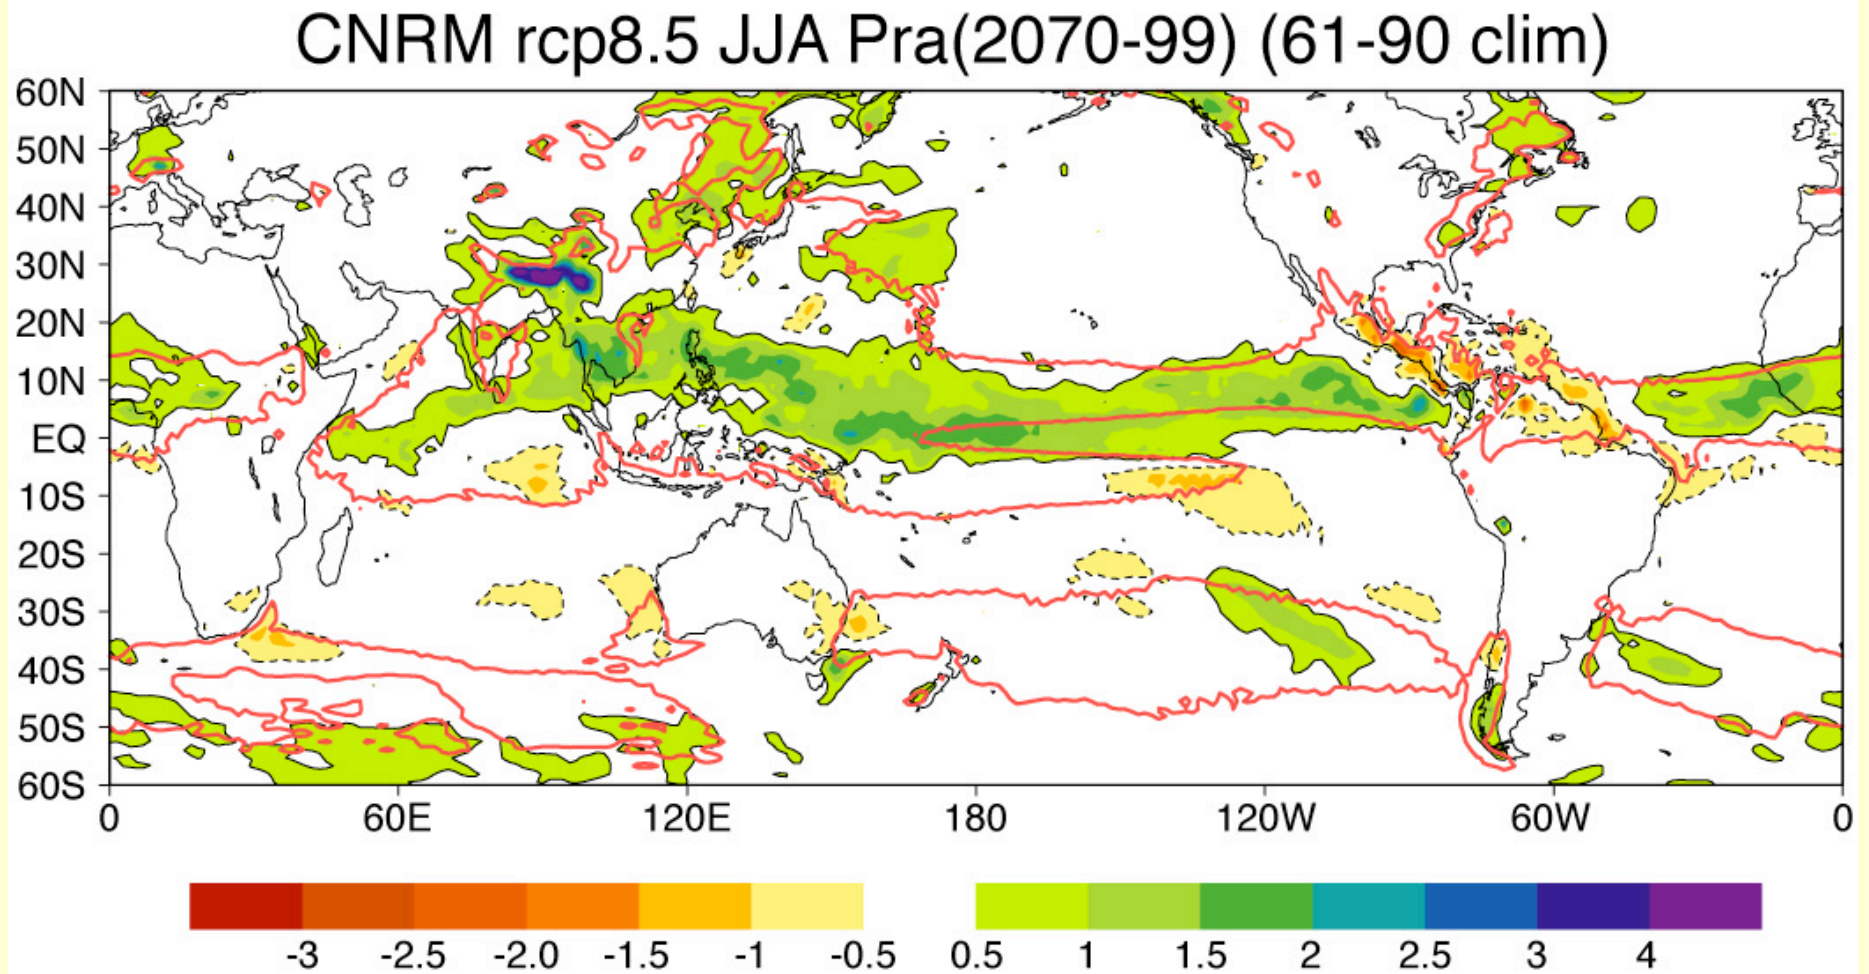 CNRM rcp8.5 JJA Pra(2070-99) (61-90 clim)
60N
50N
40N
30N
20N
10N
EQ
10S
20S
30S
40S
50S
60S
0 60E 120E 180 120W 60W 0
-3 -2.5 -2.0 -1.5 -1 -0.5 0.5 1 1.5 2 2.5 3 4